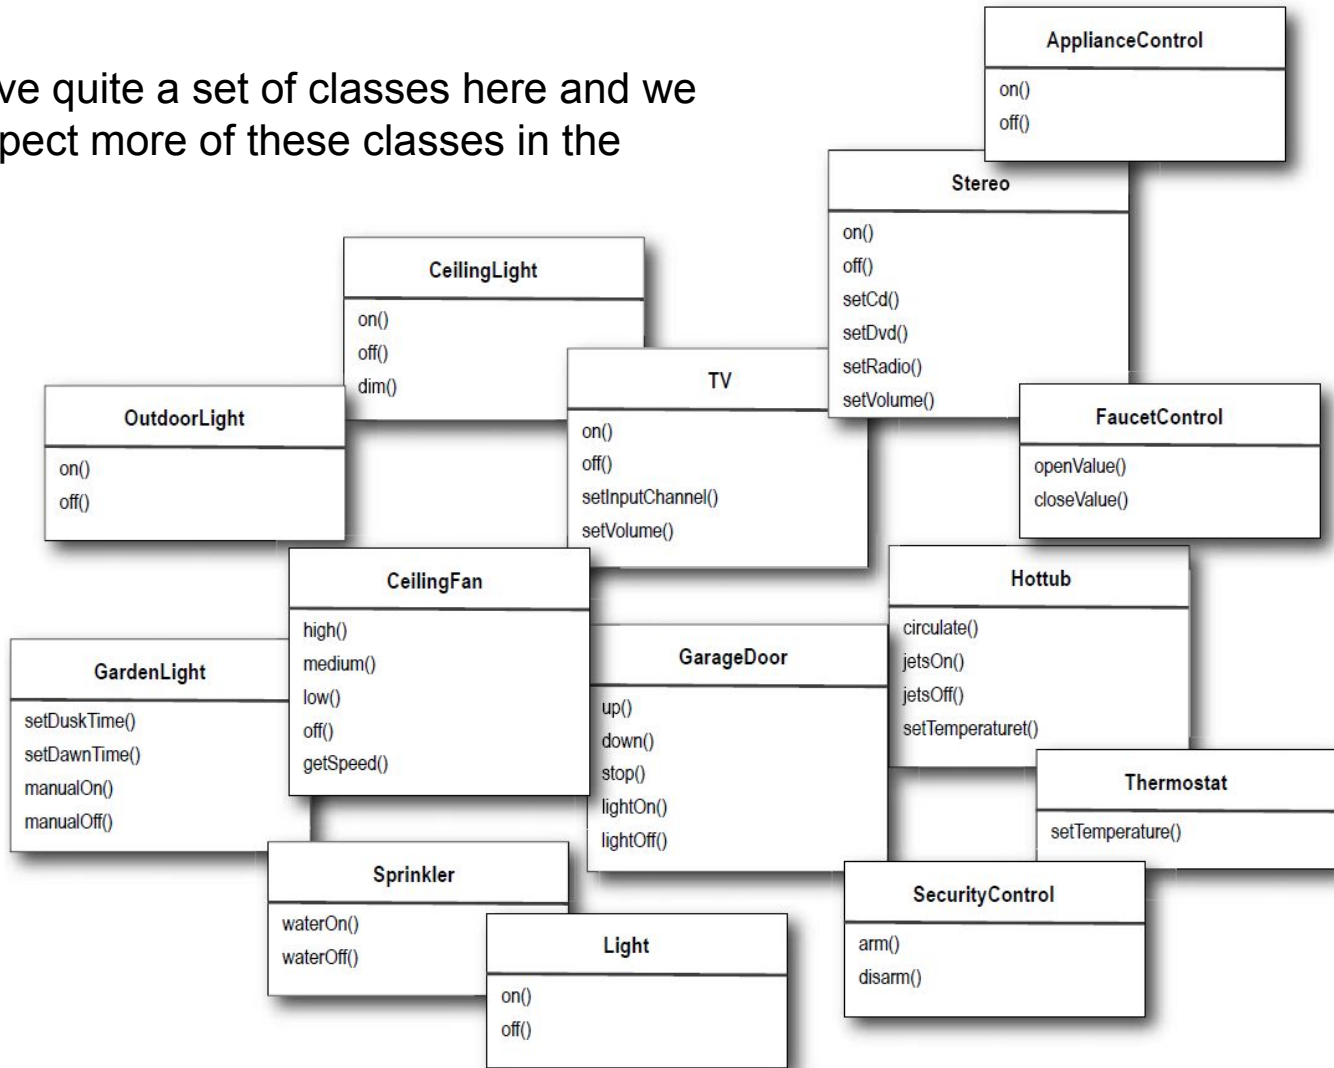 ve quite a set of classes here and we
pect more of these classes in the
ApplianceControl
on()
off()
Stereo
on()
off()
setCd()
setDvd()
setRadio()
setVolume()
CeilingLight
on()
off()
dim()
TV
on()
off()
setInputChannel()
setVolume()
OutdoorLight
on()
off()
FaucetControl
openValue()
closeValue()
CeilingFan
high()
medium()
low()
off()
getSpeed()
Hottub
circulate()
jetsOn()
jetsOff()
setTemperaturet()
GardenLight
setDuskTime()
setDawnTime()
manualOn()
manualOff()
GarageDoor
up()
down()
stop()
lightOn()
lightOff()
Thermostat
setTemperature()
Sprinkler
waterOn()
waterOff()
SecurityControl
arm()
disarm()
Light
on()
off()